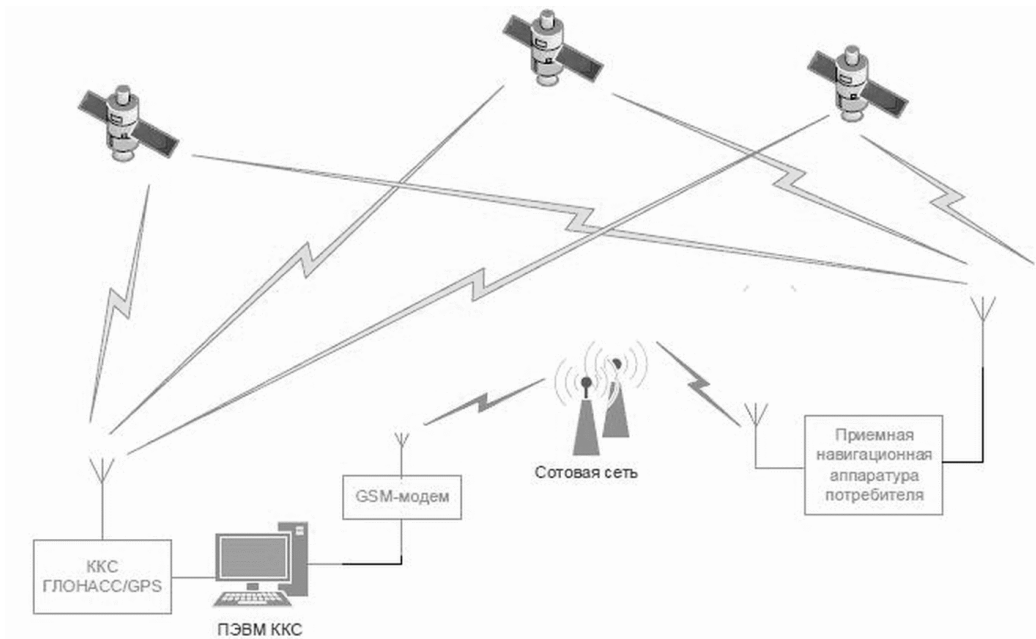 Сотовая сеть
Приемная
навигационная
аппаратура
потребителя
GSM-модем
ККС
ГЛОНАСС/GPS
ПЭВМ ККС